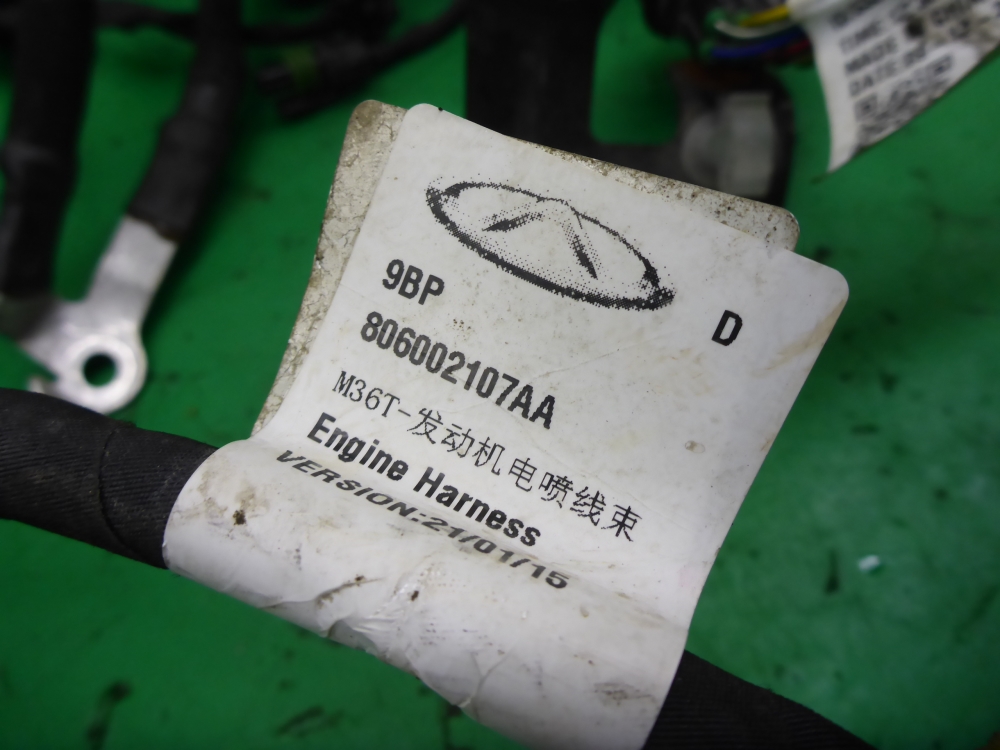 9BP
D
806002107AA
M36T-发动机电喷线束
Engine Harness
VERSION:21/01/15